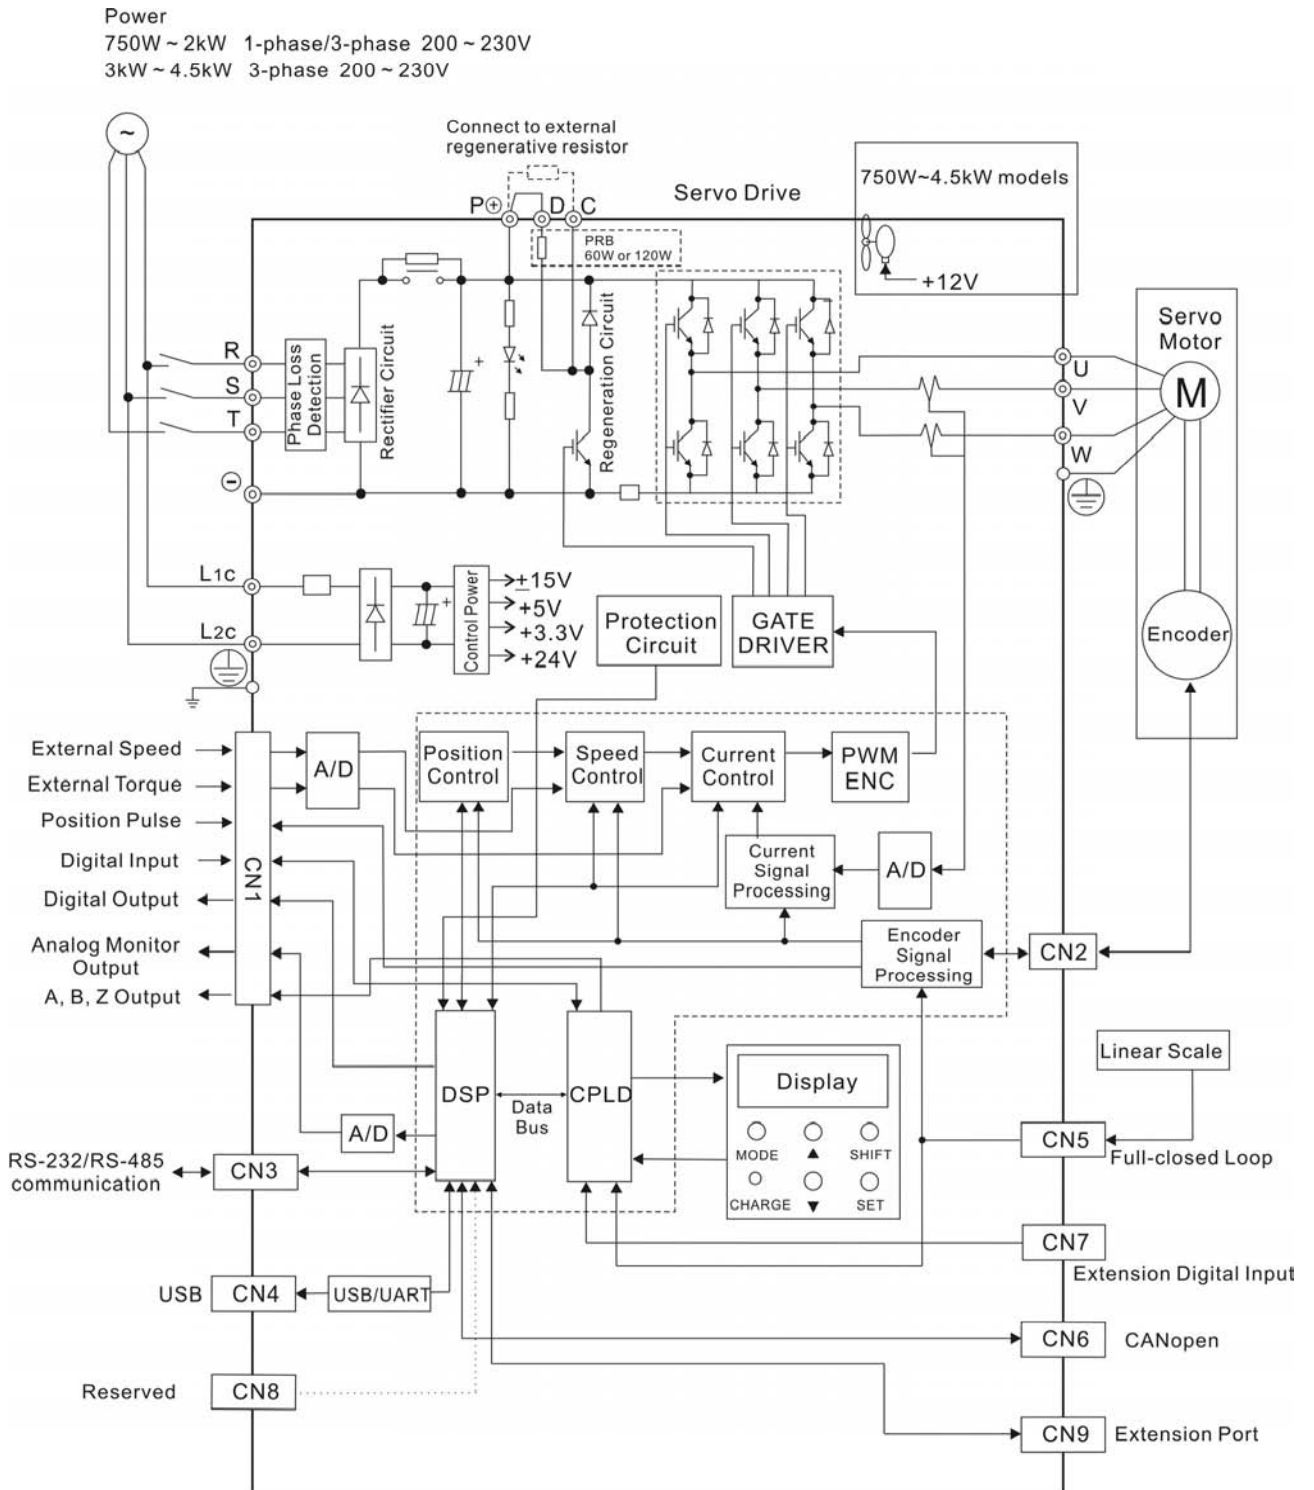 Power
750W ~ 2kW 1-phase/3-phase 200 ~ 230V
3kW ~ 4.5kW 3-phase 200 ~ 230V
~
Connect to external
regenerative resistor
P⊕
D
C
Servo Drive
750W~4.5kW models
+12V
PRB
60W or 120W
Servo
Motor
M
Encoder
R
S
T
⊖
Phase Loss
Detection
Rectifier Circuit
+
Regeneration Circuit
U
V
W
L1c
L2c
+
Control Power
±15V
+5V
+3.3V
+24V
Protection
Circuit
GATE
DRIVER
External Speed
External Torque
Position Pulse
Digital Input
Digital Output
Analog Monitor
Output
A, B, Z Output
CN1
A/D
Position
Control
Speed
Control
Current
Control
PWM
ENC
Current
Signal
Processing
A/D
Encoder
Signal
Processing
CN2
DSP
Data
Bus
CPLD
A/D
Display
MODE
▲
SHIFT
CHARGE
▼
SET
Linear Scale
CN5
Full-closed Loop
RS-232/RS-485
communication
CN3
CN7
Extension Digital Input
USB
CN4
USB/UART
CN6
CANopen
Reserved
CN8
CN9
Extension Port